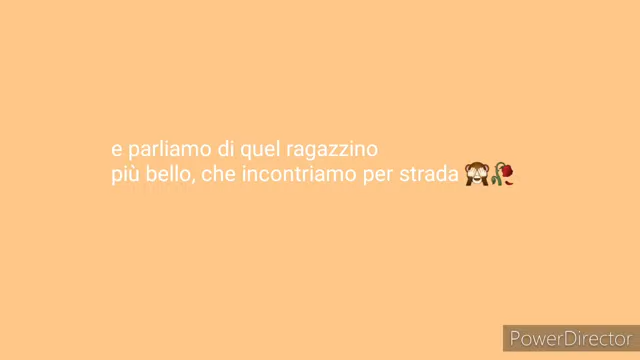 e parliamo di quel ragazzino
più bello, che incontriamo per strada 🙈🥀
PowerDirector